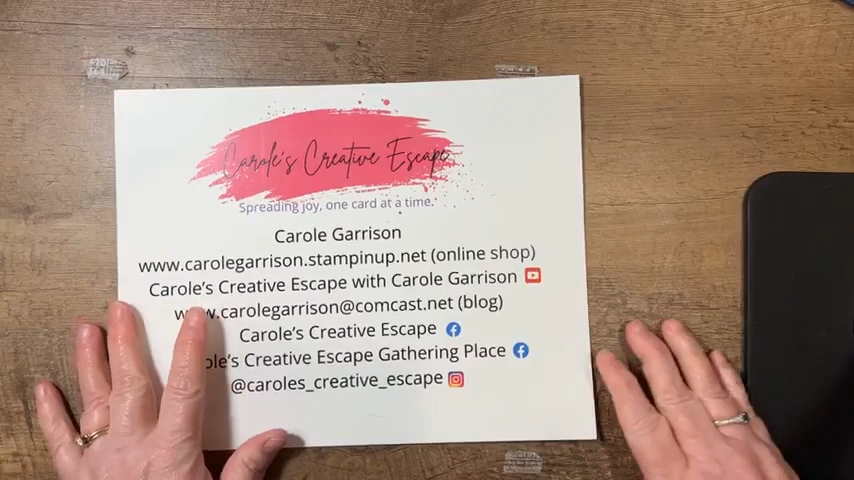 Carole's Creative Escape
Spreading joy, one card at a time.
Carole Garrison
www.carolegarrison.stampinup.net (online shop)
Carole's Creative Escape with Carole Garrison
www.carolegarrison@comcast.net (blog)
Carole's Creative Escape
ole's Creative Escape Gathering Place
@caroles_creative_escape